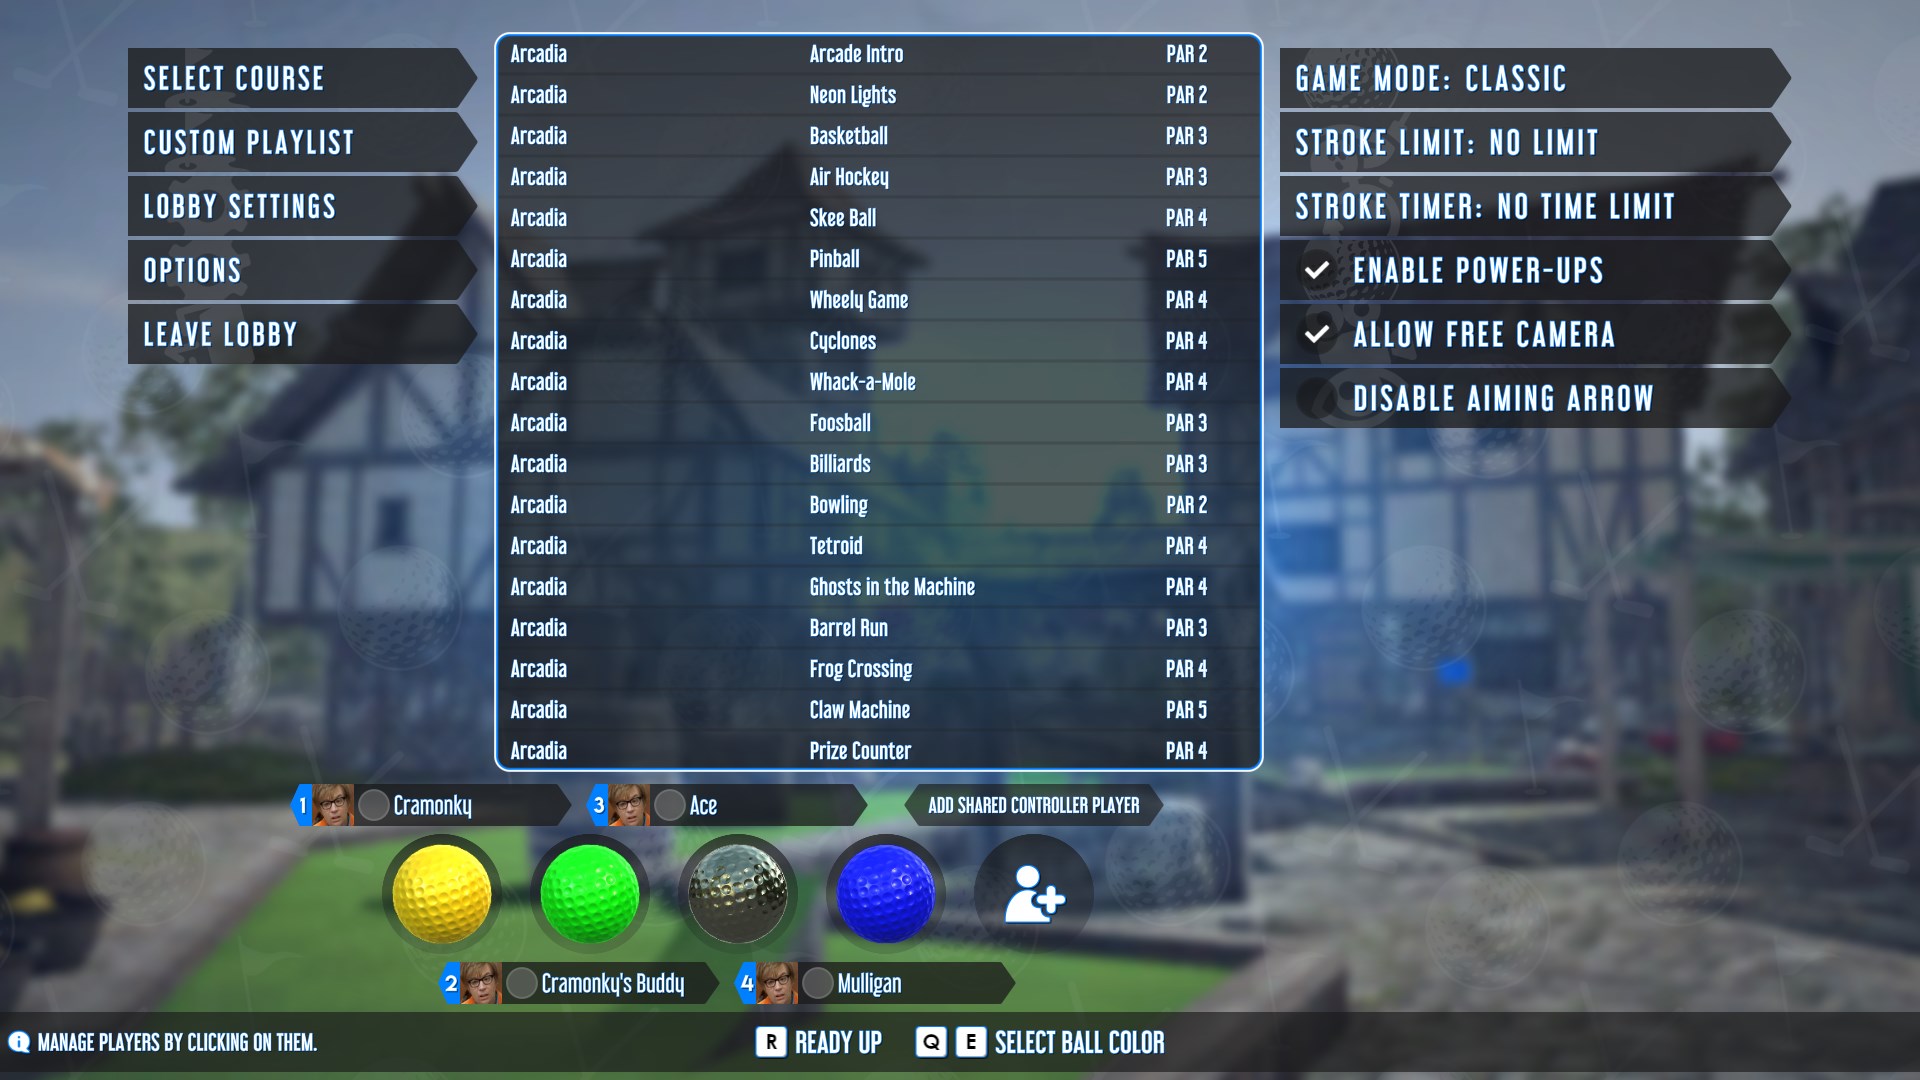 SELECT COURSE
CUSTOM PLAYLIST
LOBBY SETTINGS
OPTIONS
LEAVE LOBBY
Arcadia Arcade Intro PAR 2
Arcadia Neon Lights PAR 2
Arcadia Basketball PAR 3
Arcadia Air Hockey PAR 3
Arcadia Skee Ball PAR 4
Arcadia Pinball PAR 5
Arcadia Wheely Game PAR 4
Arcadia Cyclones PAR 4
Arcadia Whack-a-Mole PAR 4
Arcadia Foosball PAR 3
Arcadia Billiards PAR 3
Arcadia Bowling PAR 2
Arcadia Tetroid PAR 4
Arcadia Ghosts in the Machine PAR 4
Arcadia Barrel Run PAR 3
Arcadia Frog Crossing PAR 4
Arcadia Claw Machine PAR 5
Arcadia Prize Counter PAR 4
GAME MODE: CLASSIC
STROKE LIMIT: NO LIMIT
STROKE TIMER: NO TIME LIMIT
ENABLE POWER-UPS
ALLOW FREE CAMERA
DISABLE AIMING ARROW
1 Cramonky
3 Ace
ADD SHARED CONTROLLER PLAYER
2 Cramonky's Buddy
4 Mulligan
MANAGE PLAYERS BY CLICKING ON THEM.
R READY UP
Q E SELECT BALL COLOR